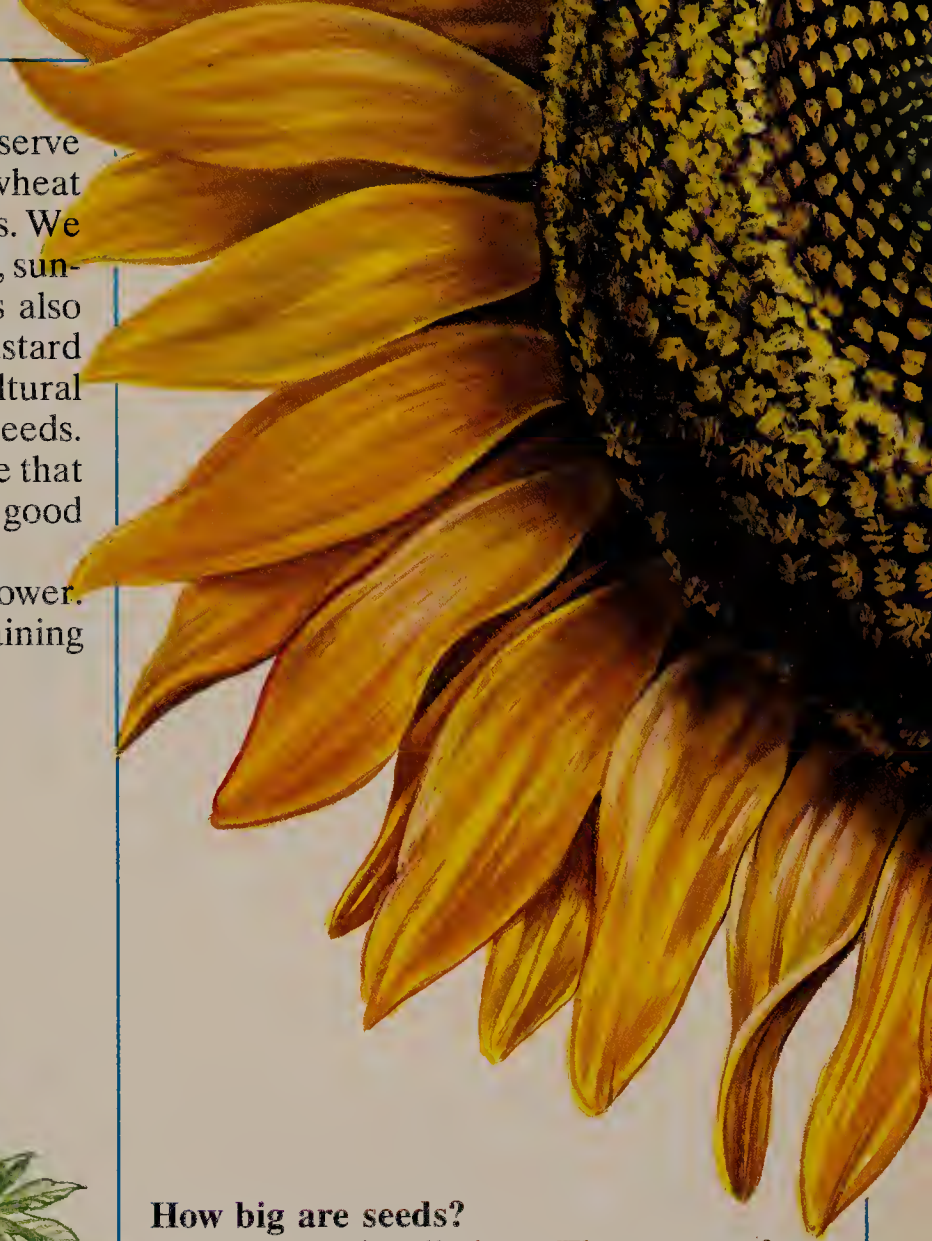 serve
wheat
s. We
, sun-
s also
stard
ltural
eeds.
e that
good
ower.
ining
How big are seeds?